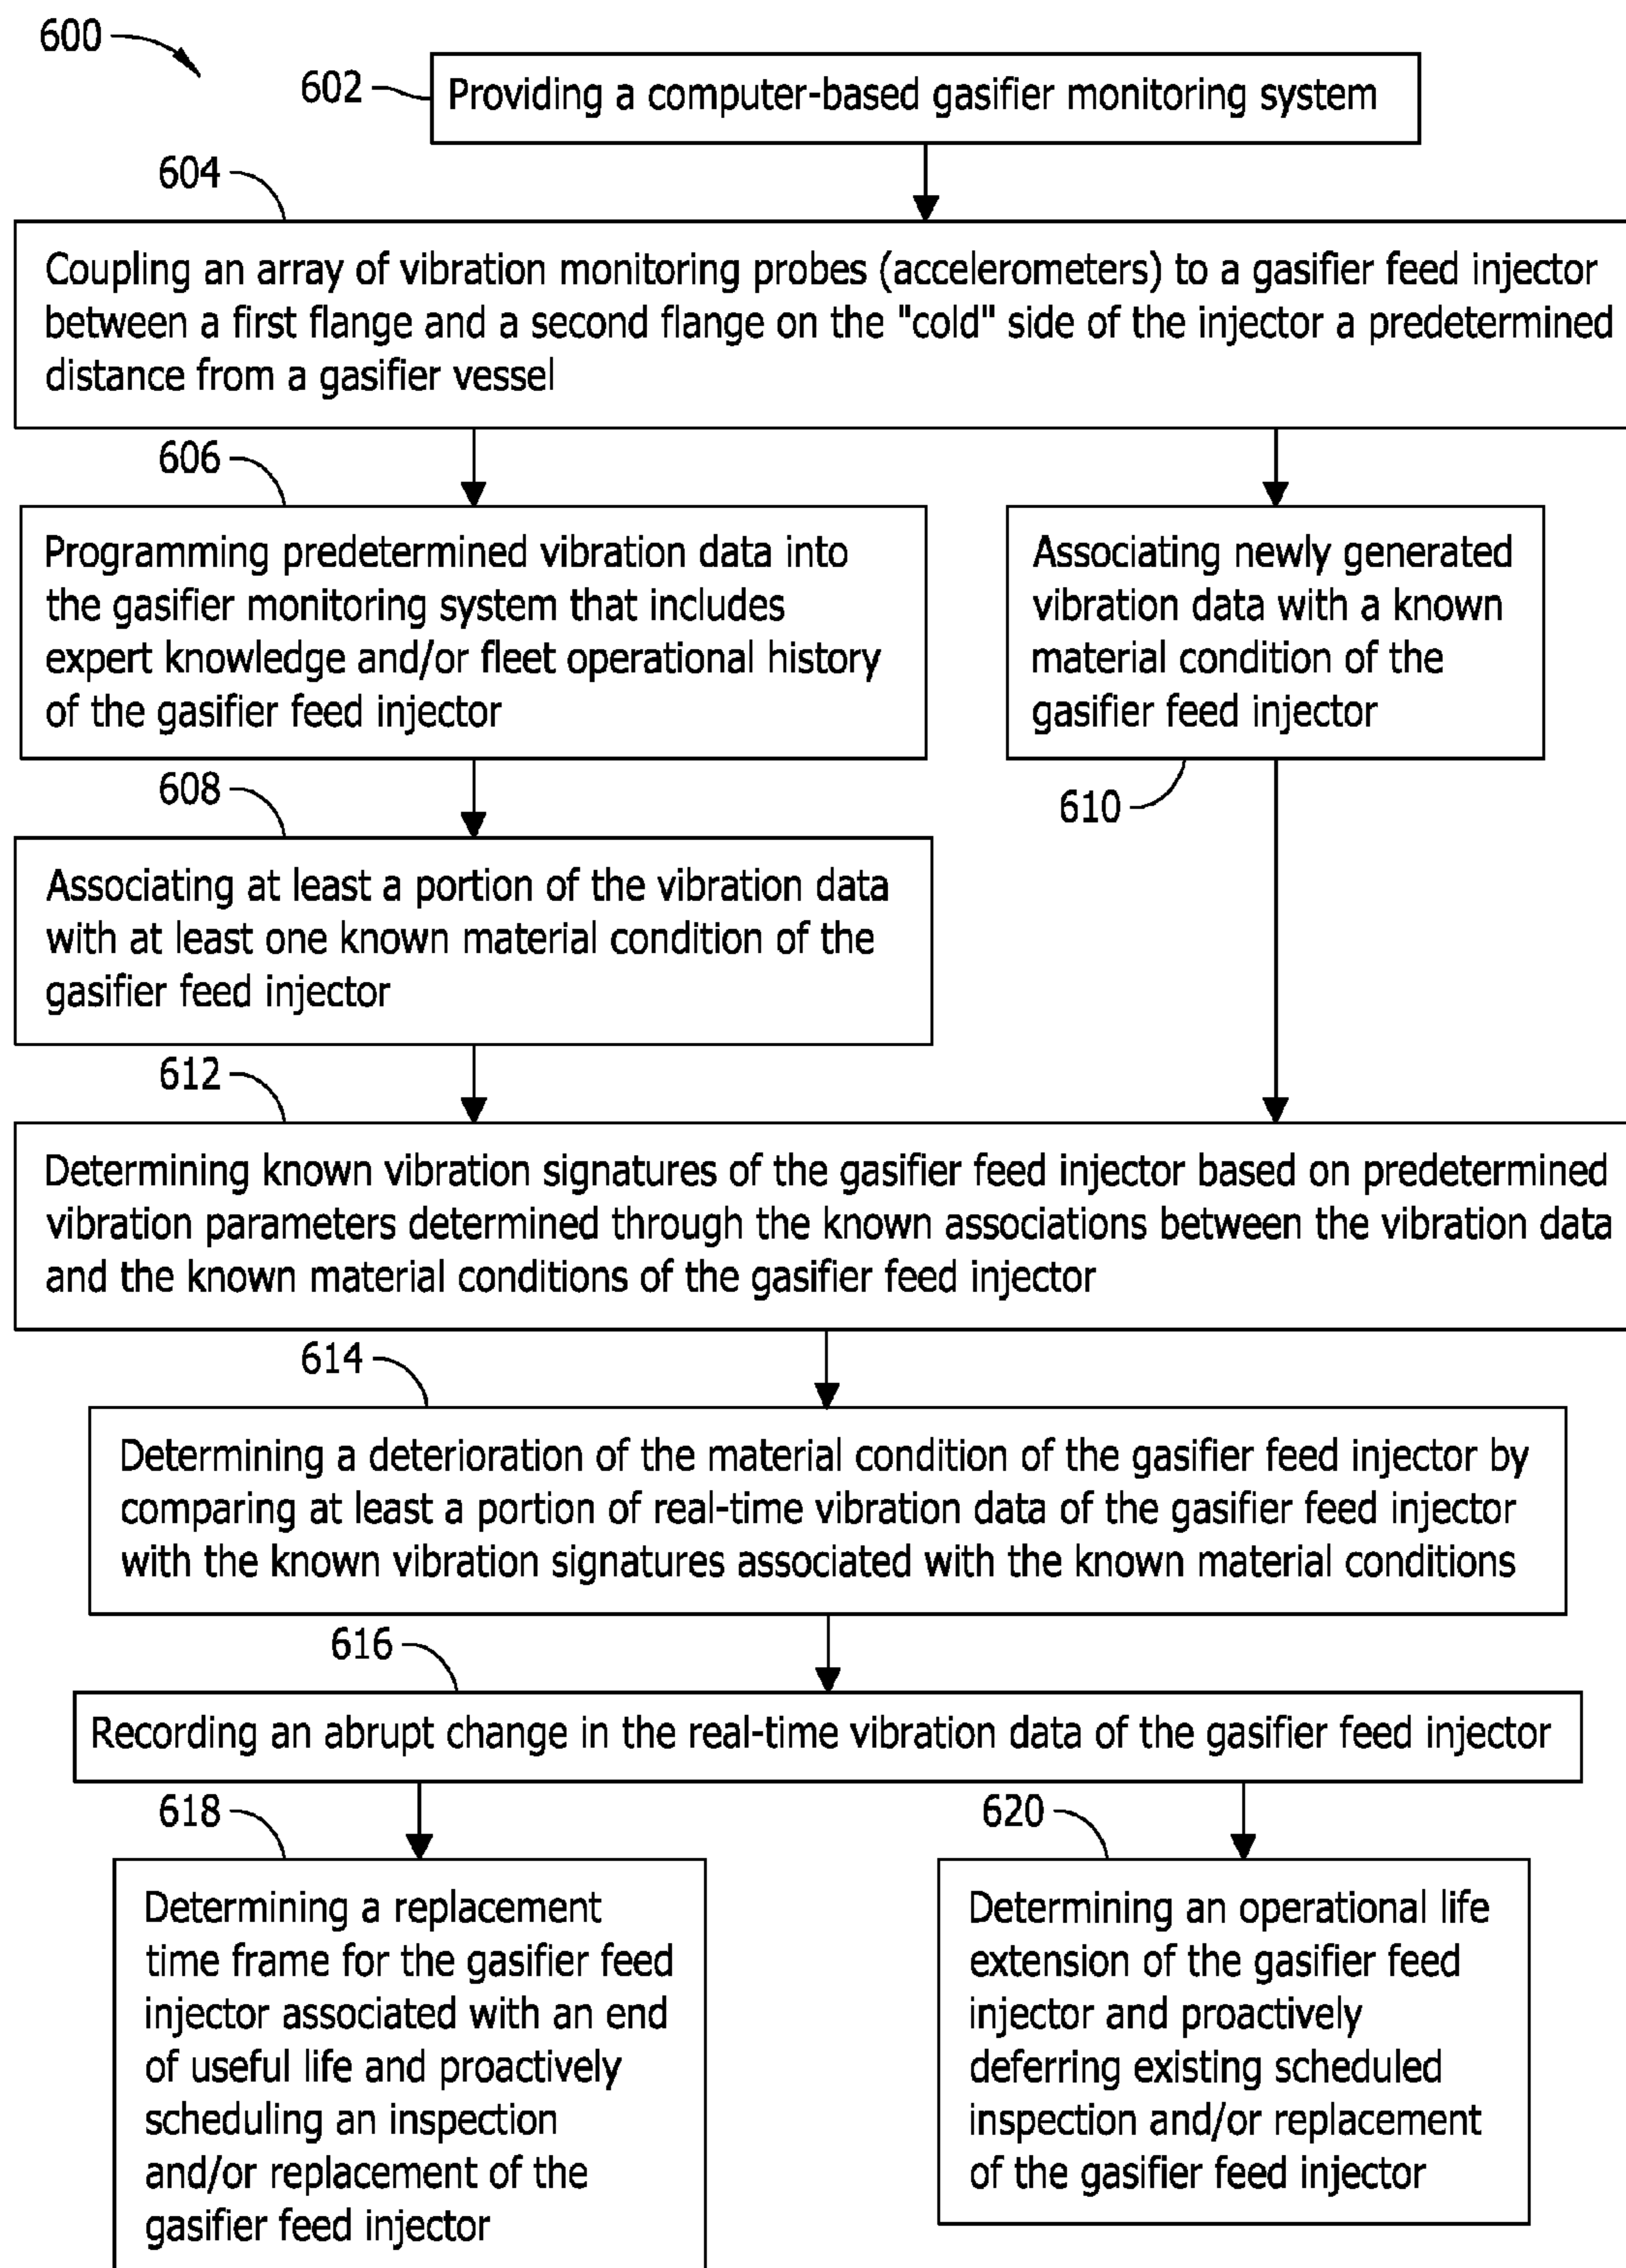 600
602
Providing a computer-based gasifier monitoring system
604
Coupling an array of vibration monitoring probes (accelerometers) to a gasifier feed injector
between a first flange and a second flange on the "cold" side of the injector a predetermined
distance from a gasifier vessel
606
Programming predetermined vibration data into
the gasifier monitoring system that includes
expert knowledge and/or fleet operational history
of the gasifier feed injector
Associating newly generated
vibration data with a known
material condition of the
gasifier feed injector
608
610
Associating at least a portion of the vibration data
with at least one known material condition of the
gasifier feed injector
612
Determining known vibration signatures of the gasifier feed injector based on predetermined
vibration parameters determined through the known associations between the vibration data
and the known material conditions of the gasifier feed injector
614
Determining a deterioration of the material condition of the gasifier feed injector by
comparing at least a portion of real-time vibration data of the gasifier feed injector
with the known vibration signatures associated with the known material conditions
616
Recording an abrupt change in the real-time vibration data of the gasifier feed injector
618
Determining a replacement
time frame for the gasifier feed
injector associated with an end
of useful life and proactively
scheduling an inspection
and/or replacement of the
gasifier feed injector
620
Determining an operational life
extension of the gasifier feed
injector and proactively
deferring existing scheduled
inspection and/or replacement
of the gasifier feed injector